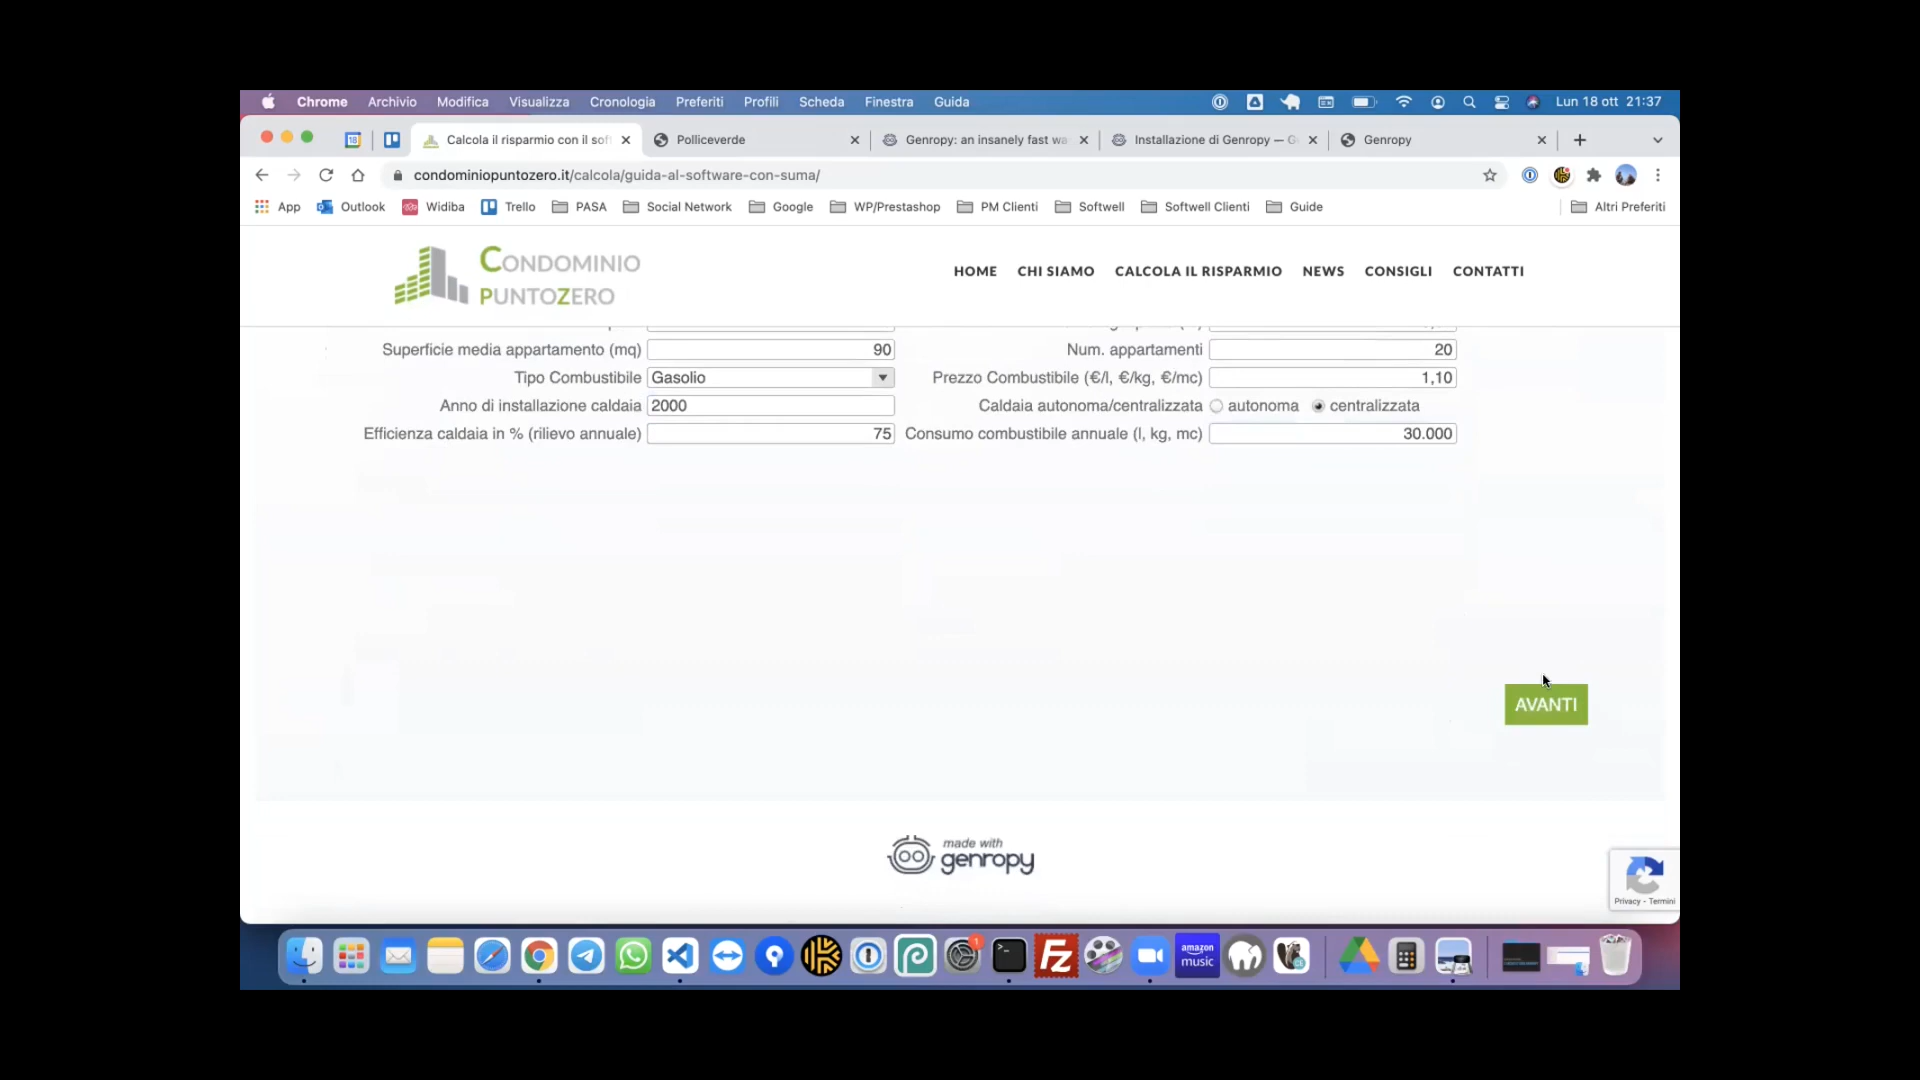 Chrome Archivio Modifica Visualizza Cronologia Preferiti Profili Scheda Finestra Guida Lun 18 ott 21:37
18 Calcola il risparmio con il sof Polliceverde Genropy: an insanely fast wa Installazione di Genropy — G Genropy
condominiopuntozero.it/calcola/guida-al-software-con-suma/
App Outlook Widiba Trello PASA Social Network Google WP/Prestashop PM Clienti Softwell Softwell Clienti Guide Altri Preferiti
CONDOMINIO
PUNTOZERO
HOME CHI SIAMO CALCOLA IL RISPARMIO NEWS CONSIGLI CONTATTI
Superficie media appartamento (mq) 90 Num. appartamenti 20
Tipo Combustibile Gasolio Prezzo Combustibile (€/l, €/kg, €/mc) 1,10
Anno di installazione caldaia 2000 Caldaia autonoma/centralizzata autonoma centralizzata
Efficienza caldaia in % (rilievo annuale) 75 Consumo combustibile annuale (l, kg, mc) 30.000
AVANTI
made with
genropy
Privacy - Termini
1
Fz
amazon
music